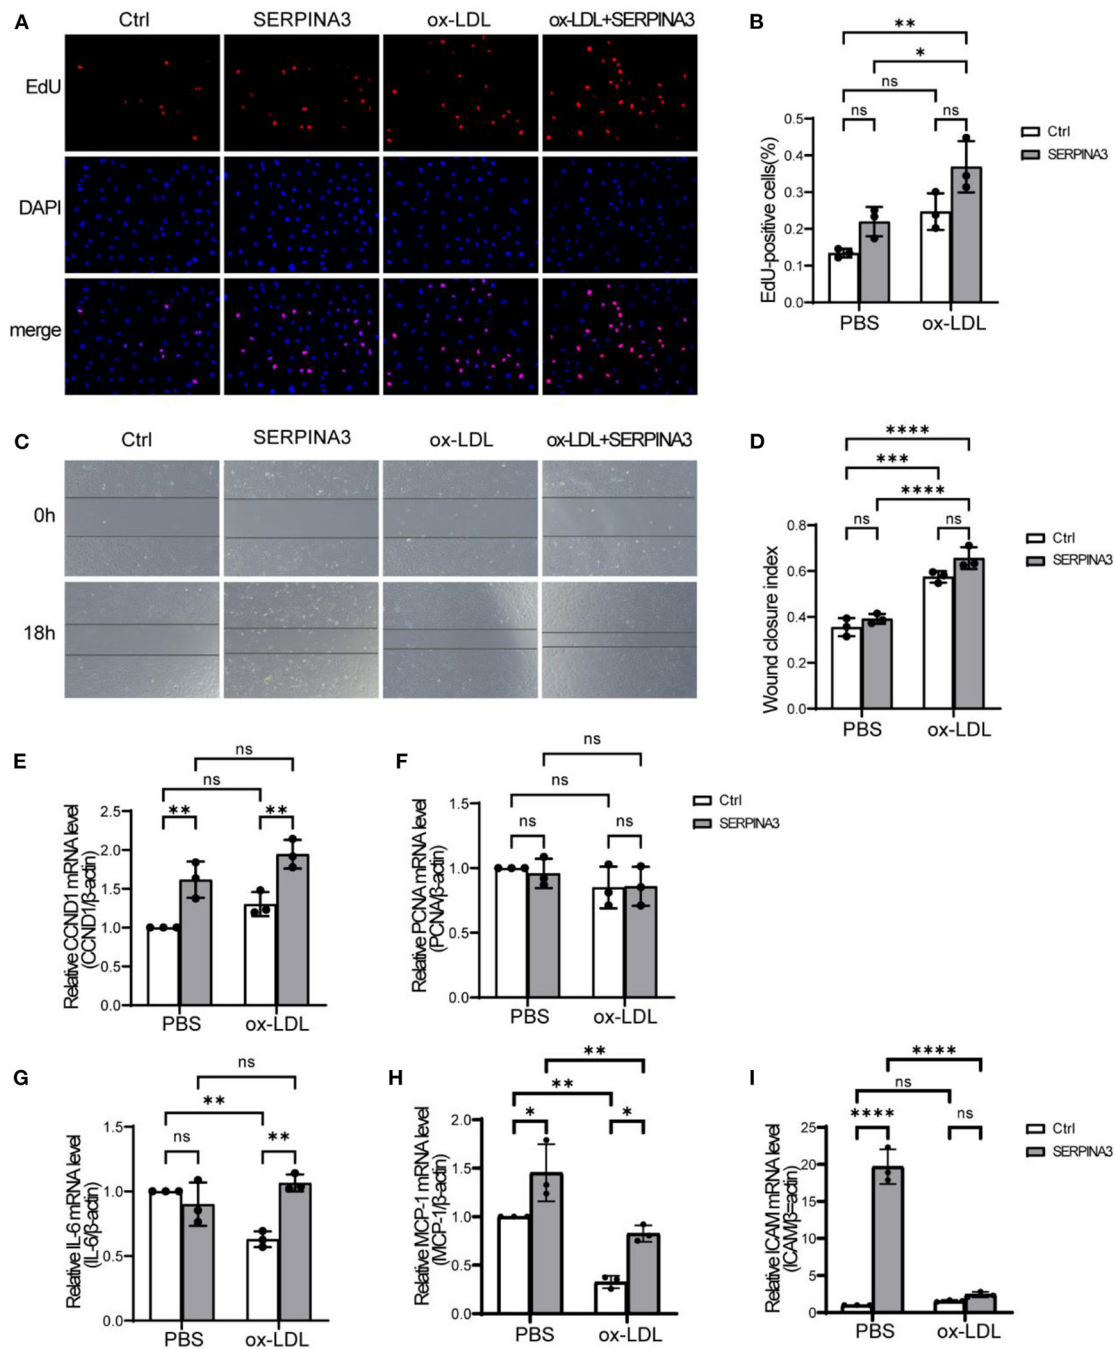 A
Ctrl
SERPINA3
ox-LDL
ox-LDL+SERPINA3
EdU
DAPI
merge
B
**
*
ns
ns
ns
EdU-positive cells(%)
0.5
0.4
0.3
0.2
0.1
0.0
PBS
ox-LDL
Ctrl
SERPINA3
C
Ctrl
SERPINA3
ox-LDL
ox-LDL+SERPINA3
0h
18h
D
****
***
****
ns
ns
Wound closure index
0.8
0.6
0.4
0.2
0.0
PBS
ox-LDL
Ctrl
SERPINA3
E
ns
ns
**
**
Relative CCND1 mRNA level
(CCND1/β-actin)
2.5
2.0
1.5
1.0
0.5
0.0
PBS
ox-LDL
F
ns
ns
ns
ns
Relative PCNA mRNA level
(PCNA/β-actin)
1.5
1.0
0.5
0.0
PBS
ox-LDL
Ctrl
SERPINA3
G
ns
**
ns
**
Relative IL-6 mRNA level
(IL-6/β-actin)
1.5
1.0
0.5
0.0
PBS
ox-LDL
H
**
**
*
*
Relative MCP-1 mRNA level
(MCP-1/β-actin)
2.0
1.5
1.0
0.5
0.0
PBS
ox-LDL
I
****
ns
****
ns
Relative ICAM mRNA level
(ICAM/β=actin)
25
20
15
10
5
0
PBS
ox-LDL
Ctrl
SERPINA3